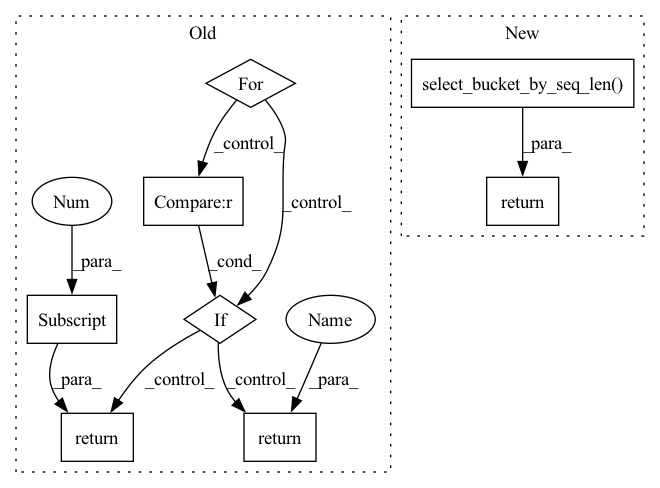 Old
New
For
select_bucket_by_seq_len()
_control_
_para_
Num
Compare:r
_control_
return
_para_
_cond_
Subscript
If
Name
_para_
_control_
_control_
_para_
return
return